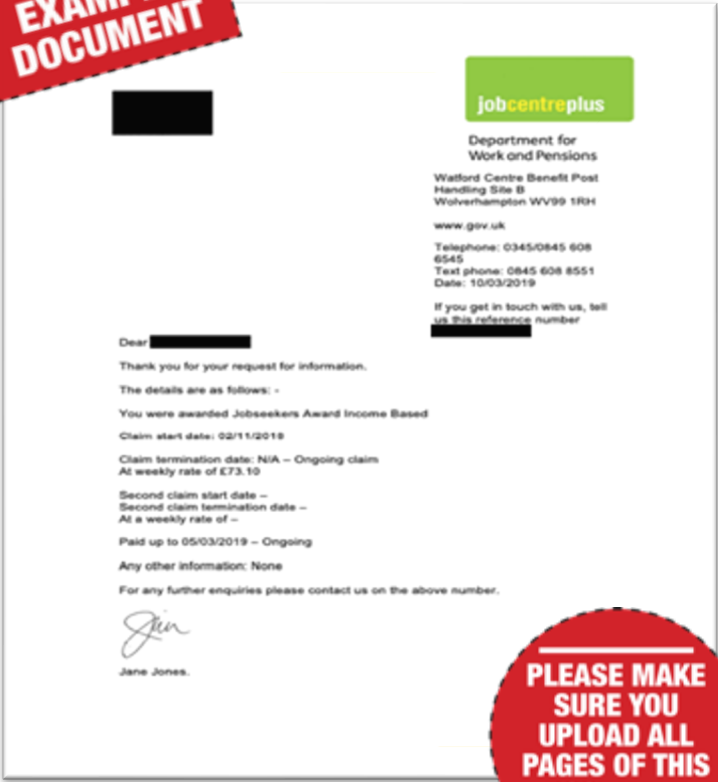 DOCUMENT
jobcentreplus
Department for
Work and Pensions
Watford Centre Benefit Post
Handling Site B
Wolverhampton WV99 1RH
www.gov.uk
Telephone: 0345/0845 608
6545
Text phone: 0845 608 8551
Date: 10/03/2019
If you get in touch with us, tell
us this reference number
Dear
Thank you for your request for information.
The details are as follows: -
You were awarded Jobseekers Award Income Based
Claim start date: 02/11/2018
Claim termination date: N/A – Ongoing claim
At weekly rate of £73.10
Second claim start date –
Second claim termination date –
At a weekly rate of –
Paid up to 05/03/2019 – Ongoing
Any other information: None
For any further enquiries please contact us on the above number.
Jane Jones.
PLEASE MAKE
SURE YOU
UPLOAD ALL
PAGES OF THIS